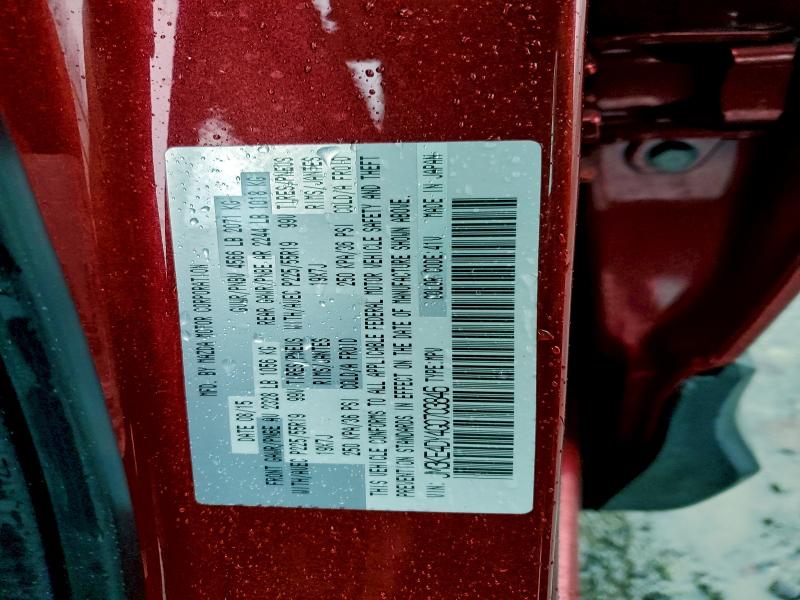 MFD. BY MAZDA MOTOR CORPORATION
DATE 08/15 GVWR/PNBV 4566 LB 2071 KG
FRONT GAWR/PNBE AV 2328 LB 1056 KG REAR GAWR/PNBE AR 2244 LB 1018 KG
WITH/AVEC P225/55R19 99V TIRES/PNEUS WITH/AVEC P225/55R19 99V TIRES/PNEUS
19X7J RIMS/JANTES 19X7J RIMS/JANTES
250 KPA/36 PSI COLD/A FROID 250 KPA/36 PSI COLD/A FROID
THIS VEHICLE CONFORMS TO ALL APPLICABLE FEDERAL MOTOR VEHICLE SAFETY AND THEFT
PREVENTION STANDARDS IN EFFECT ON THE DATE OF MANUFACTURE SHOWN ABOVE.
VIN: TYPE:MPV COLOR CODE 41V MADE IN JAPAN